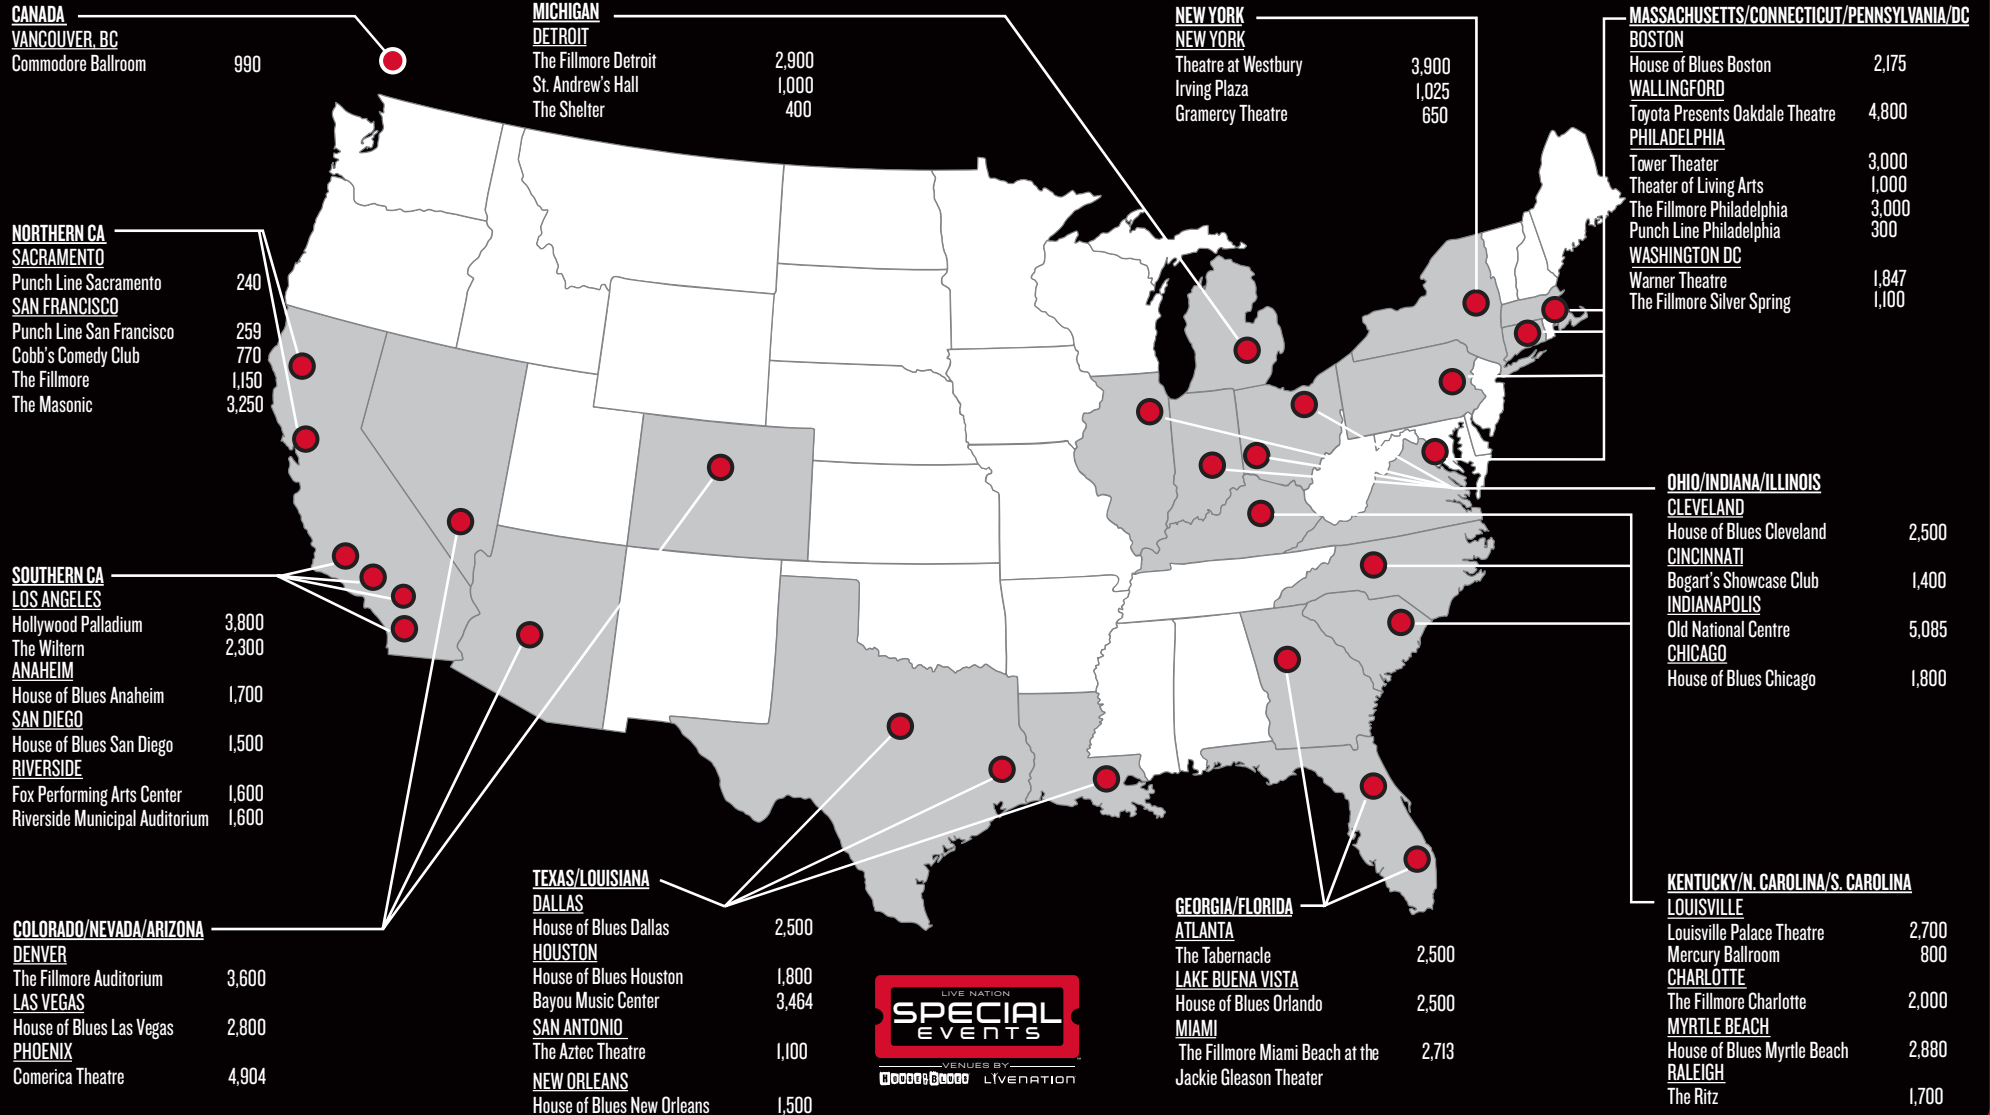 CANADA
VANCOUVER, BC
Commodore Ballroom 990
NORTHERN CA
SACRAMENTO
Punch Line Sacramento 240
SAN FRANCISCO
Punch Line San Francisco 259
Cobb's Comedy Club 770
The Fillmore 1,150
The Masonic 3,250
SOUTHERN CA
LOS ANGELES
Hollywood Palladium 3,800
The Wiltern 2,300
ANAHEIM
House of Blues Anaheim 1,700
SAN DIEGO
House of Blues San Diego 1,500
RIVERSIDE
Fox Performing Arts Center 1,600
Riverside Municipal Auditorium 1,600
COLORADO/NEVADA/ARIZONA
DENVER
The Fillmore Auditorium 3,600
LAS VEGAS
House of Blues Las Vegas 2,800
PHOENIX
Comerica Theatre 4,904
MICHIGAN
DETROIT
The Fillmore Detroit 2,900
St. Andrew's Hall 1,000
The Shelter 400
TEXAS/LOUISIANA
DALLAS
House of Blues Dallas 2,500
HOUSTON
House of Blues Houston 1,800
Bayou Music Center 3,464
SAN ANTONIO
The Aztec Theatre 1,100
NEW ORLEANS
House of Blues New Orleans 1,500
LIVE NATION
SPECIAL
EVENTS
VENUES BY
HOUSE OF BLUES LIVE NATION
NEW YORK
NEW YORK
Theatre at Westbury 3,900
Irving Plaza 1,025
Gramercy Theatre 650
GEORGIA/FLORIDA
ATLANTA
The Tabernacle 2,500
LAKE BUENA VISTA
House of Blues Orlando 2,500
MIAMI
The Fillmore Miami Beach at the 2,713
Jackie Gleason Theater
MASSACHUSETTS/CONNECTICUT/PENNSYLVANIA/DC
BOSTON
House of Blues Boston 2,175
WALLINGFORD
Toyota Presents Oakdale Theatre 4,800
PHILADELPHIA
Tower Theater 3,000
Theater of Living Arts 1,000
The Fillmore Philadelphia 3,000
Punch Line Philadelphia 300
WASHINGTON DC
Warner Theatre 1,847
The Fillmore Silver Spring 1,100
OHIO/INDIANA/ILLINOIS
CLEVELAND
House of Blues Cleveland 2,500
CINCINNATI
Bogart's Showcase Club 1,400
INDIANAPOLIS
Old National Centre 5,085
CHICAGO
House of Blues Chicago 1,800
KENTUCKY/N. CAROLINA/S. CAROLINA
LOUISVILLE
Louisville Palace Theatre 2,700
Mercury Ballroom 800
CHARLOTTE
The Fillmore Charlotte 2,000
MYRTLE BEACH
House of Blues Myrtle Beach 2,880
RALEIGH
The Ritz 1,700